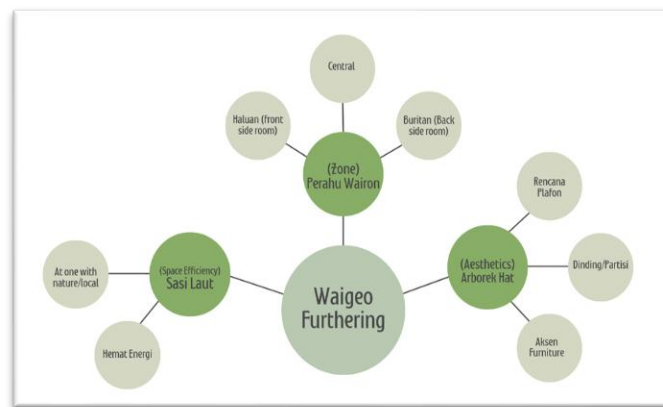 Central
Haluan (front
side room)
Buritan (Back
side room)
(Zone)
Perahu Wairon
Rencana
Plafon
(Aesthetics)
Arborek Hat
Dinding/Partisi
Aksen
Furniture
(Space Efficiency)
Sasi Laut
At one with
nature/local
Hemat Energi
Waigeo
Furthering